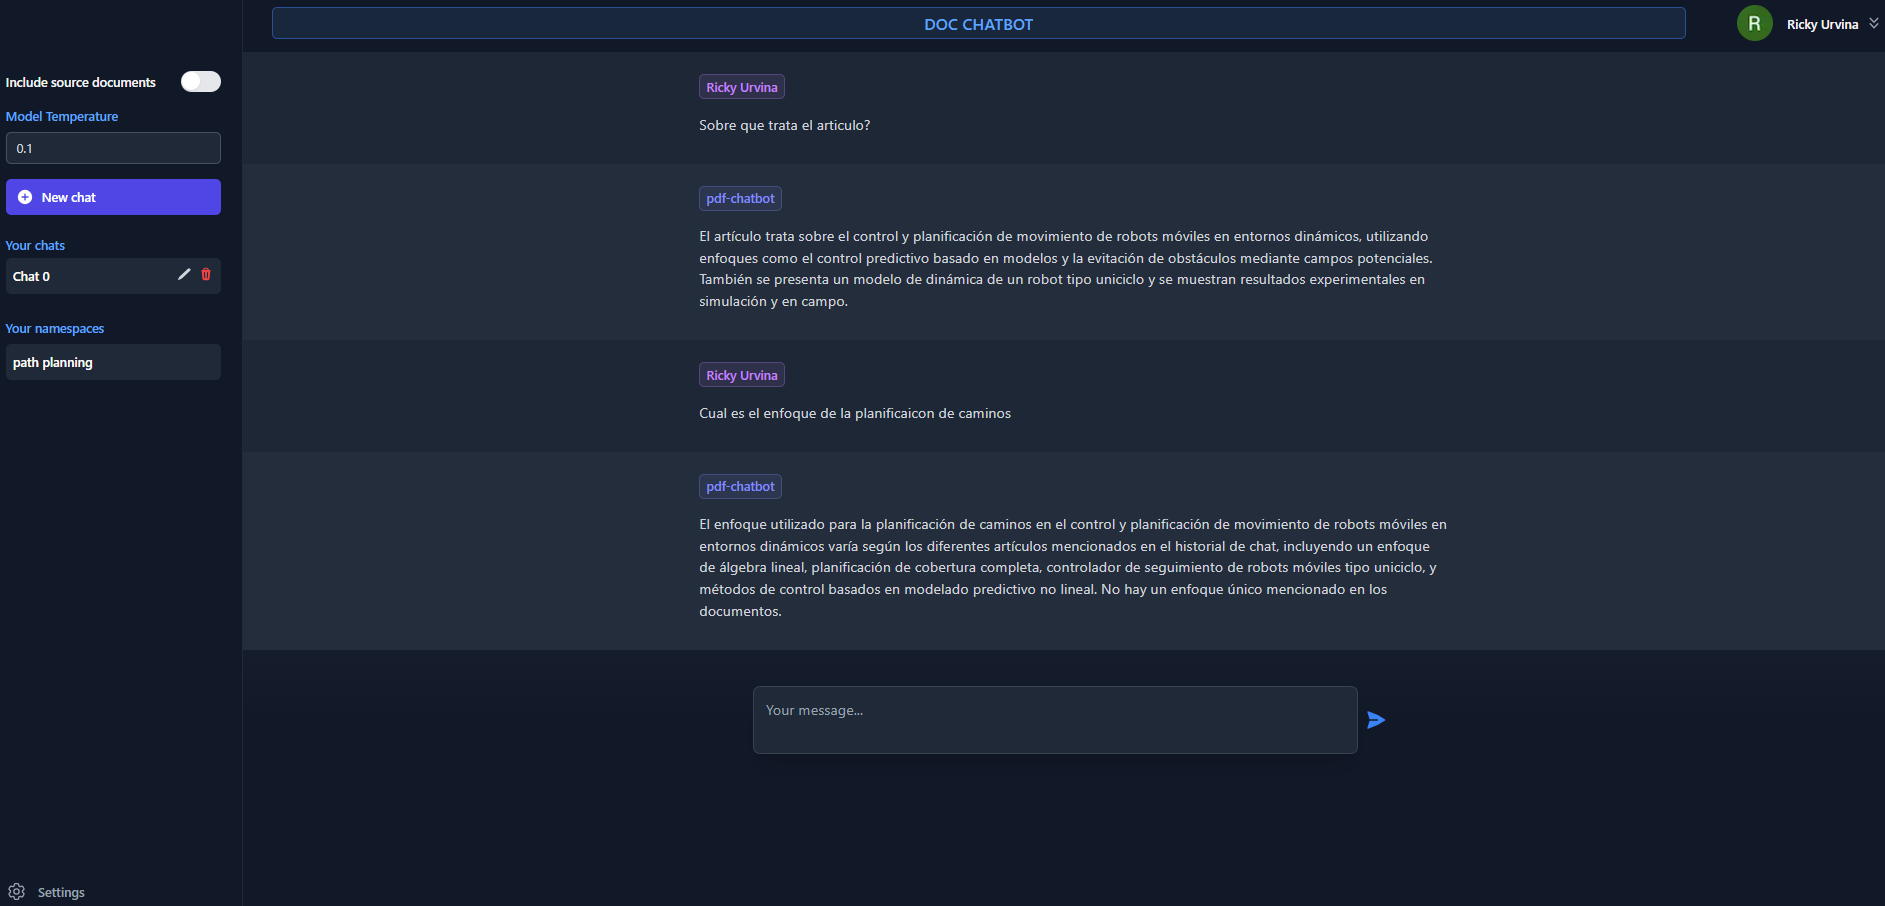 DOC CHATBOT
R
Ricky Urvina
Include source documents
Model Temperature
0.1
New chat
Your chats
Chat 0
Your namespaces
path planning
Settings
Ricky Urvina
Sobre que trata el articulo?
pdf-chatbot
El artículo trata sobre el control y planificación de movimiento de robots móviles en entornos dinámicos, utilizando
enfoques como el control predictivo basado en modelos y la evitación de obstáculos mediante campos potenciales.
También se presenta un modelo de dinámica de un robot tipo uniciclo y se muestran resultados experimentales en
simulación y en campo.
Ricky Urvina
Cual es el enfoque de la planificaicon de caminos
pdf-chatbot
El enfoque utilizado para la planificación de caminos en el control y planificación de movimiento de robots móviles en
entornos dinámicos varía según los diferentes artículos mencionados en el historial de chat, incluyendo un enfoque
de álgebra lineal, planificación de cobertura completa, controlador de seguimiento de robots móviles tipo uniciclo, y
métodos de control basados en modelado predictivo no lineal. No hay un enfoque único mencionado en los
documentos.
Your message...